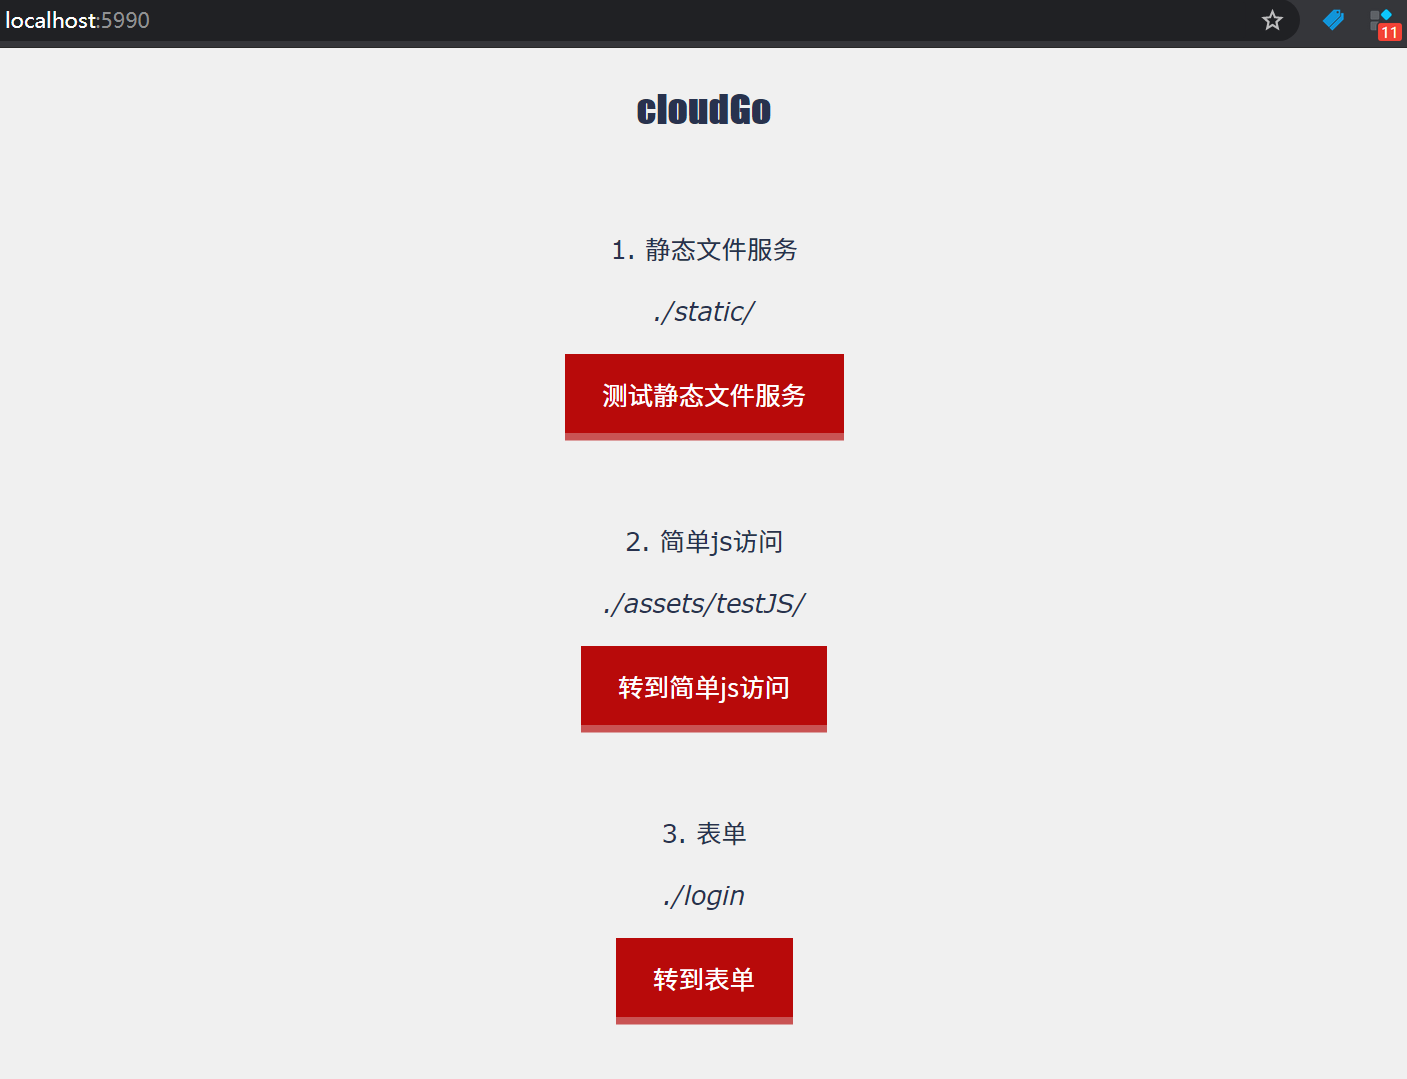 localhost:5990
11
cloudGo
1. 静态文件服务
./static/
测试静态文件服务
2. 简单js访问
./assets/testJS/
转到简单js访问
3. 表单
./login
转到表单